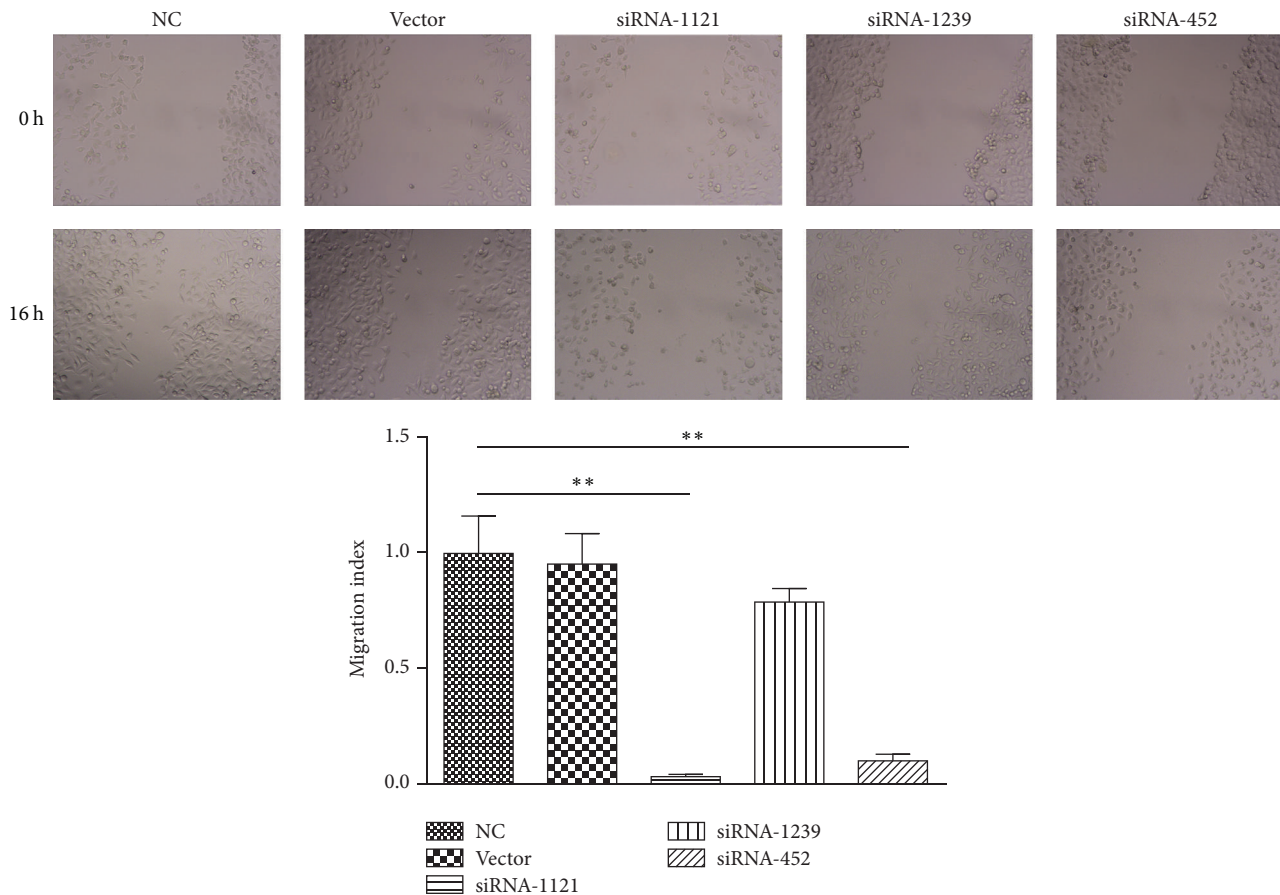 NC Vector siRNA-1121 siRNA-1239 siRNA-452
0 h
16 h
1.5
**
**
1.0
Migration index
0.5
0.0
NC siRNA-1239
Vector siRNA-452
siRNA-1121